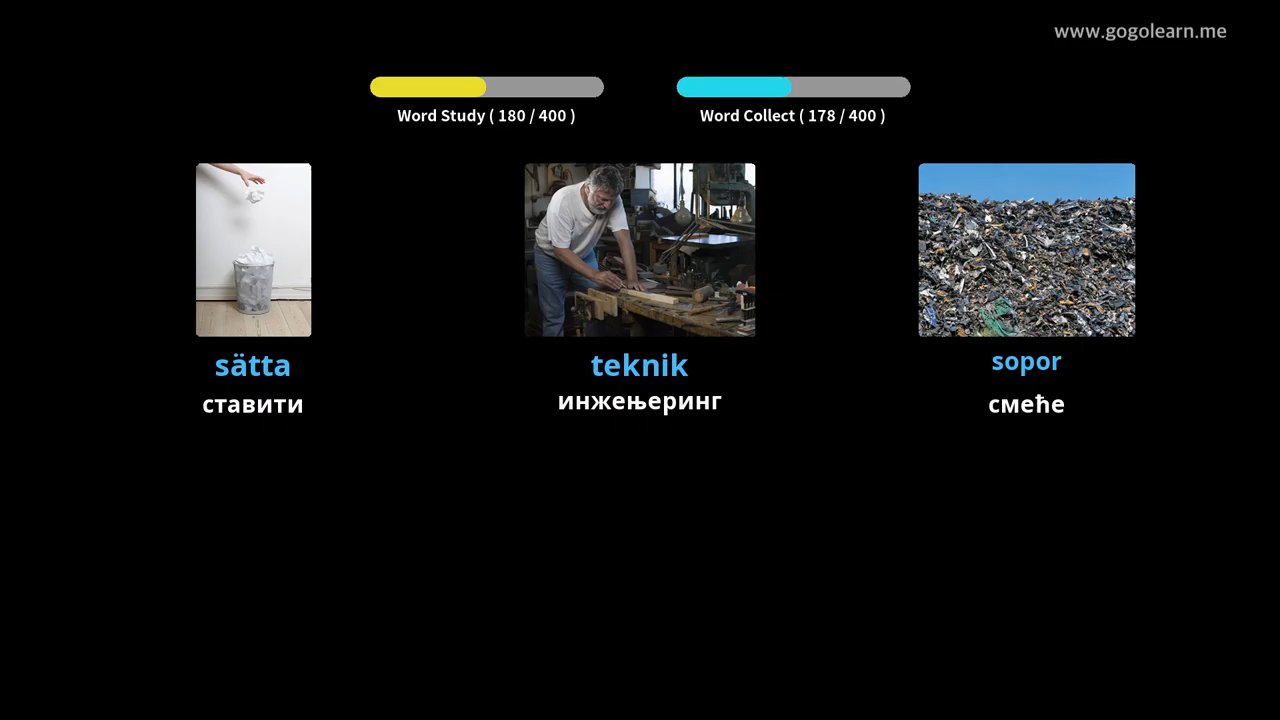 www.gogolearn.me
Word Study ( 180 / 400 )
Word Collect ( 178 / 400 )
sätta
teknik
sopor
ставити
инжењеринг
смеће